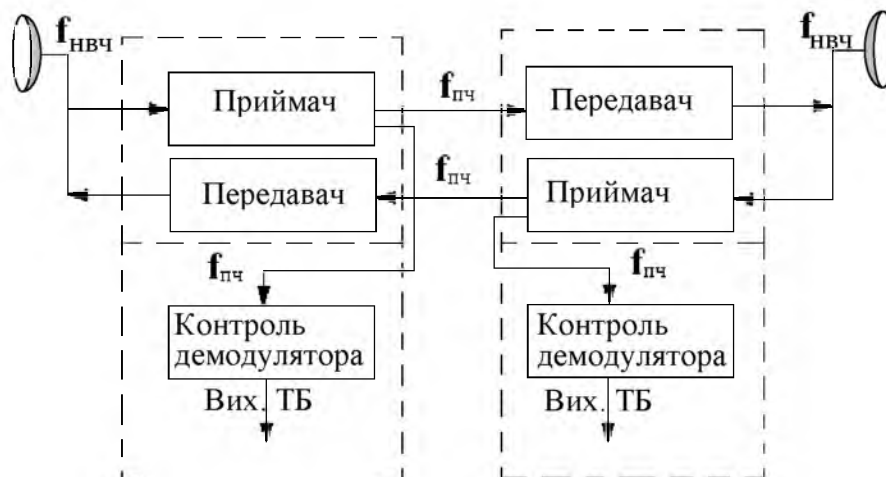 fнвч
fнвч
Приймач
fпч
Передавач
Передавач
fпч
Приймач
fпч
fпч
Контроль
демодулятора
Контроль
демодулятора
Вих. ТБ
Вих. ТБ